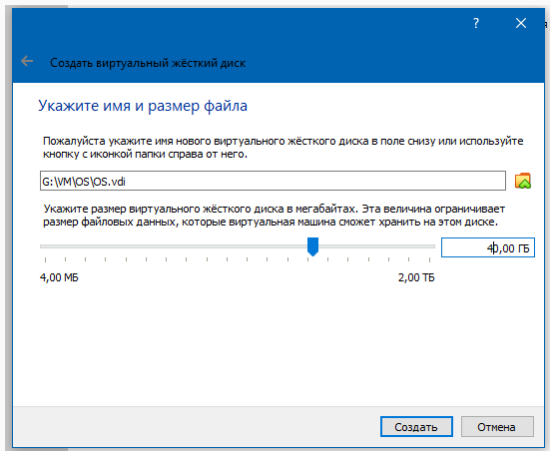 ?
Создать виртуальный жёсткий диск
Укажите имя и размер файла
Пожалуйста укажите имя нового виртуального жёсткого диска в поле снизу или используйте
кнопку с иконкой папки справа от него.
G:\VM\OS\OS.vdi
Укажите размер виртуального жёсткого диска в мегабайтах. Эта величина ограничивает
размер файловых данных, которые виртуальная машина сможет хранить на этом диске.
40,00 ГБ
4,00 МБ 2,00 ТБ
Создать Отмена